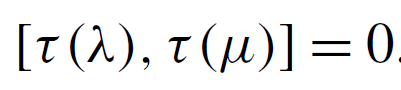 [τ(λ), τ(μ)] = 0.